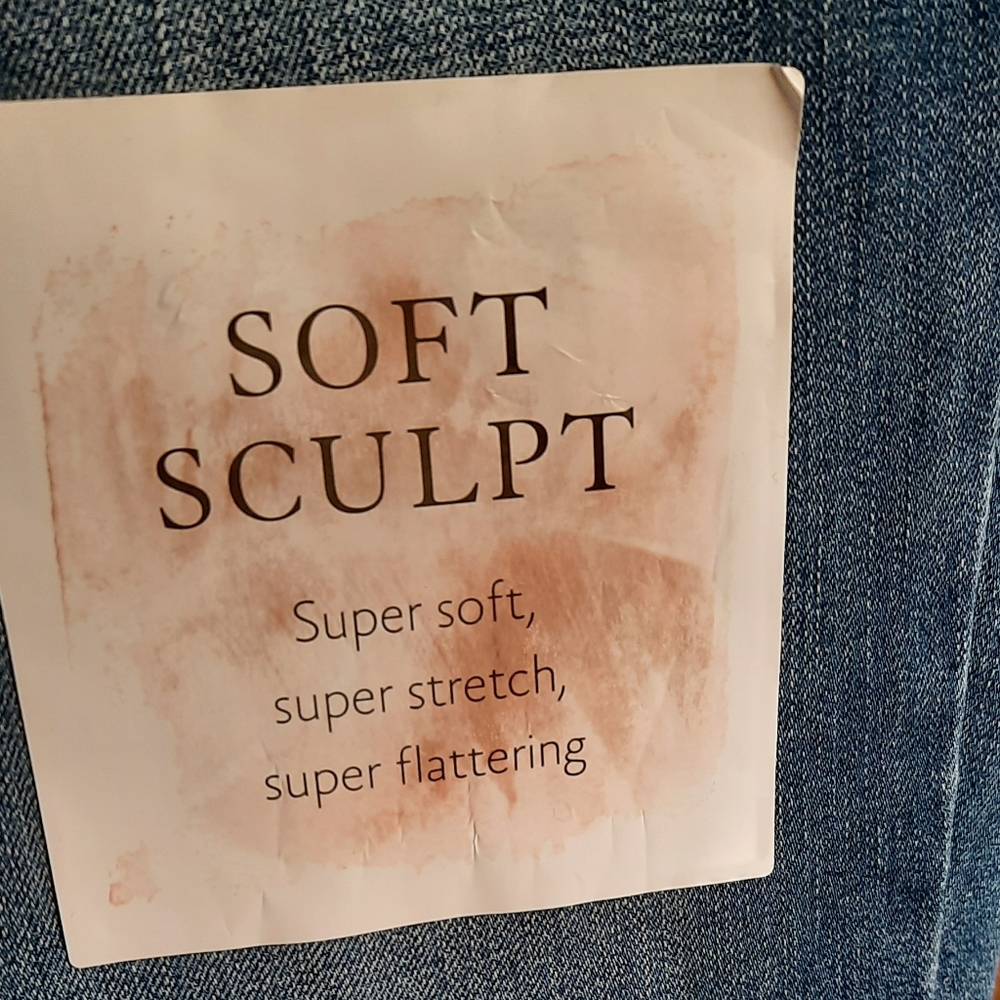 SOFT
SCULPT
Super soft,
super stretch,
super flattering